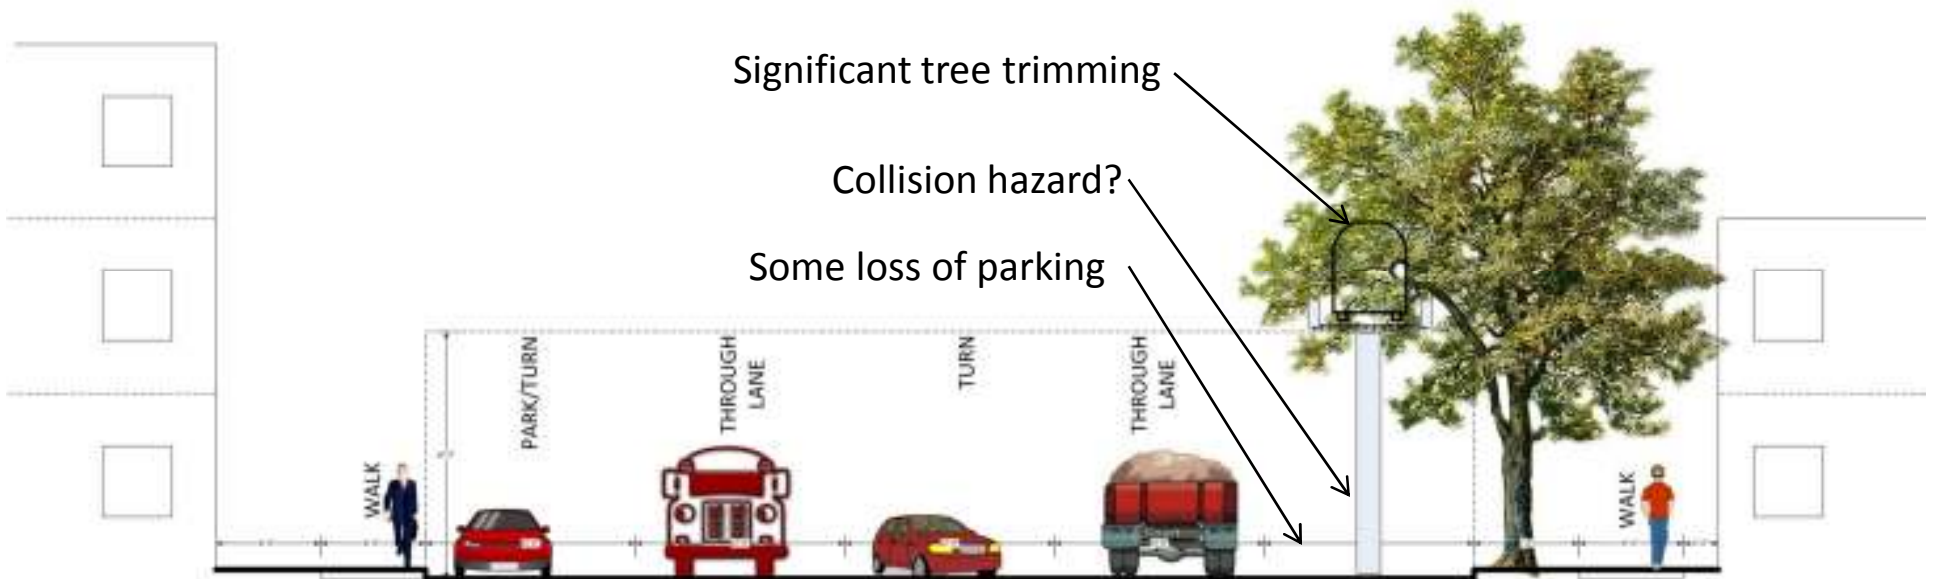 Significant tree trimming
Collision hazard?
Some loss of parking
WALK
PARK/TURN
THROUGH
LANE
TURN
THROUGH
LANE
WALK